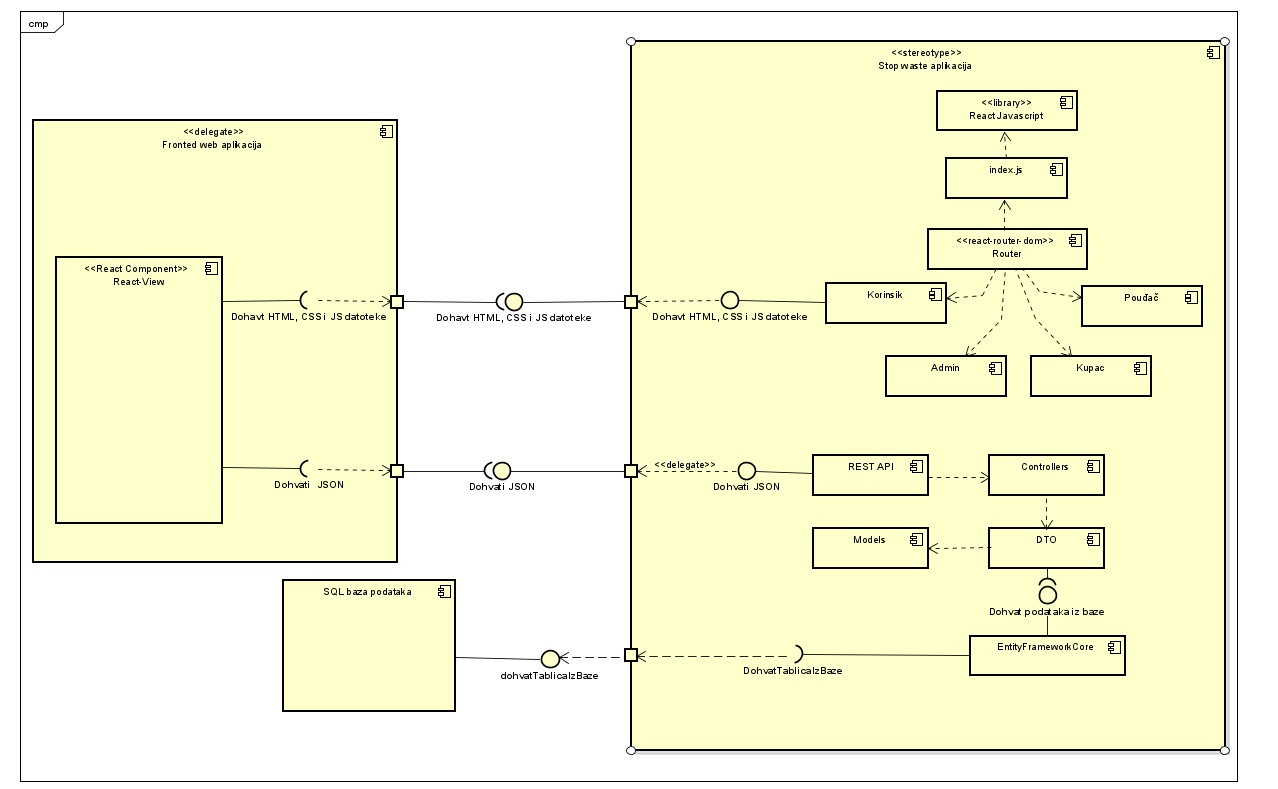 cmp
<<stereotype>>
Stop waste aplikacija
<<library>>
React Javascript
index.js
<<react-router-dom>>
Router
Korinsik
Pouđač
Admin
Kupac
<<delegate>>
Fronted web aplikacija
<<React Component>>
React-View
Dohavt HTML, CSS i JS datoteke
Dohavt HTML, CSS i JS datoteke
Dohavt HTML, CSS i JS datoteke
Dohvati JSON
Dohvati JSON
<<delegate>>
Dohvati JSON
REST API
Controllers
Models
DTO
Dohvat podataka iz baze
EntityFrameworkCore
SQL baza podataka
dohvatTablicaIzBaze
DohvatTablicaIzBaze